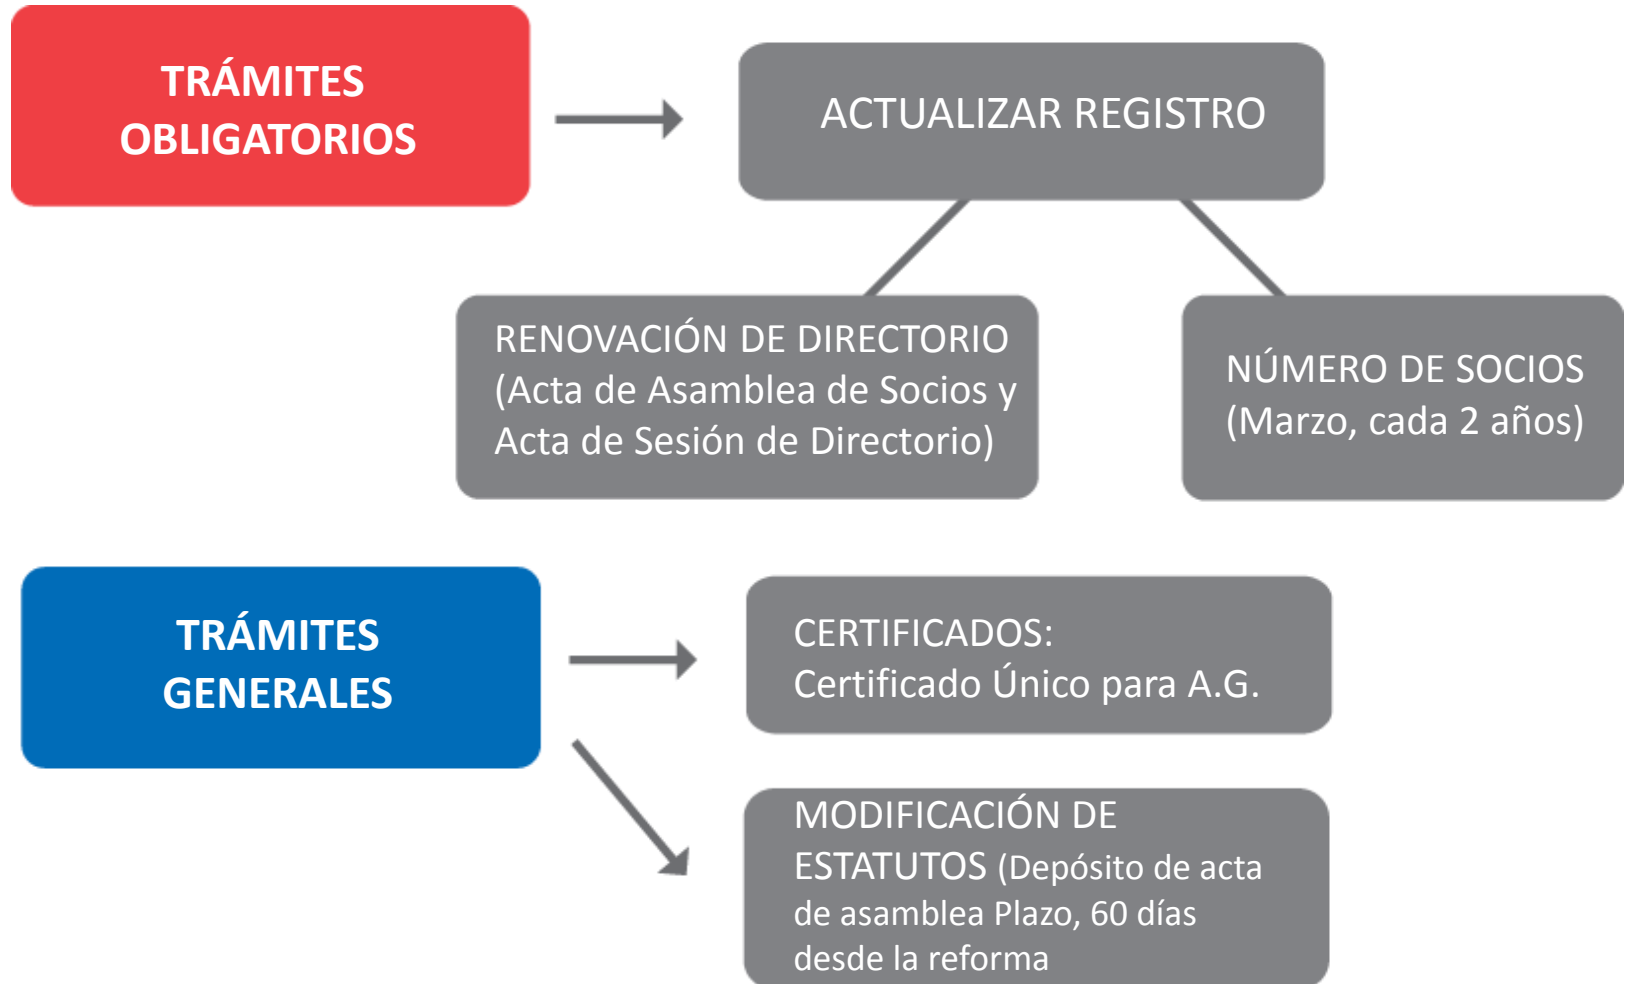 TRÁMITES
OBLIGATORIOS
ACTUALIZAR REGISTRO
RENOVACIÓN DE DIRECTORIO
(Acta de Asamblea de Socios y
Acta de Sesión de Directorio)
NÚMERO DE SOCIOS
(Marzo, cada 2 años)
TRÁMITES
GENERALES
CERTIFICADOS:
Certificado Único para A.G.
MODIFICACIÓN DE
ESTATUTOS (Depósito de acta
de asamblea Plazo, 60 días
desde la reforma